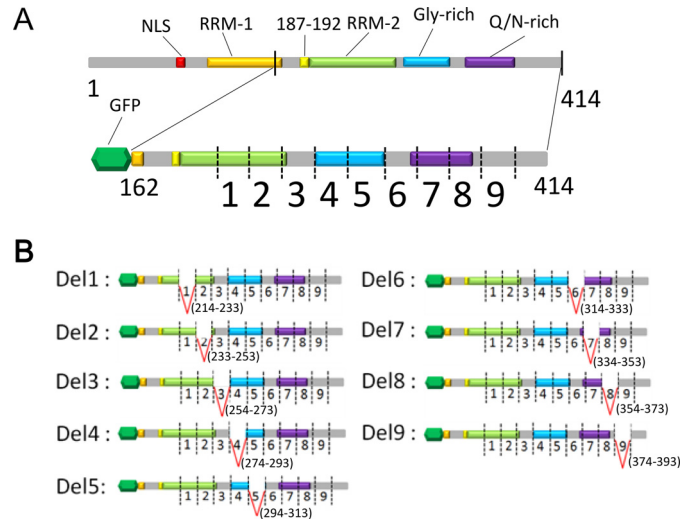 A
NLS RRM-1 187-192 RRM-2 Gly-rich Q/N-rich
1 414
GFP
162 414
1 2 3 4 5 6 7 8 9
B
Del1 : 1 2 3 4 5 6 7 8 9
(214-233)
Del2 : 1 2 3 4 5 6 7 8 9
(233-253)
Del3 : 1 2 3 4 5 6 7 8 9
(254-273)
Del4 : 1 2 3 4 5 6 7 8 9
(274-293)
Del5: 1 2 3 4 5 6 7 8 9
(294-313)
Del6 : 1 2 3 4 5 6 7 8 9
(314-333)
Del7 : 1 2 3 4 5 6 7 8 9
(334-353)
Del8 : 1 2 3 4 5 6 7 8 9
(354-373)
Del9 : 1 2 3 4 5 6 7 8 9
(374-393)